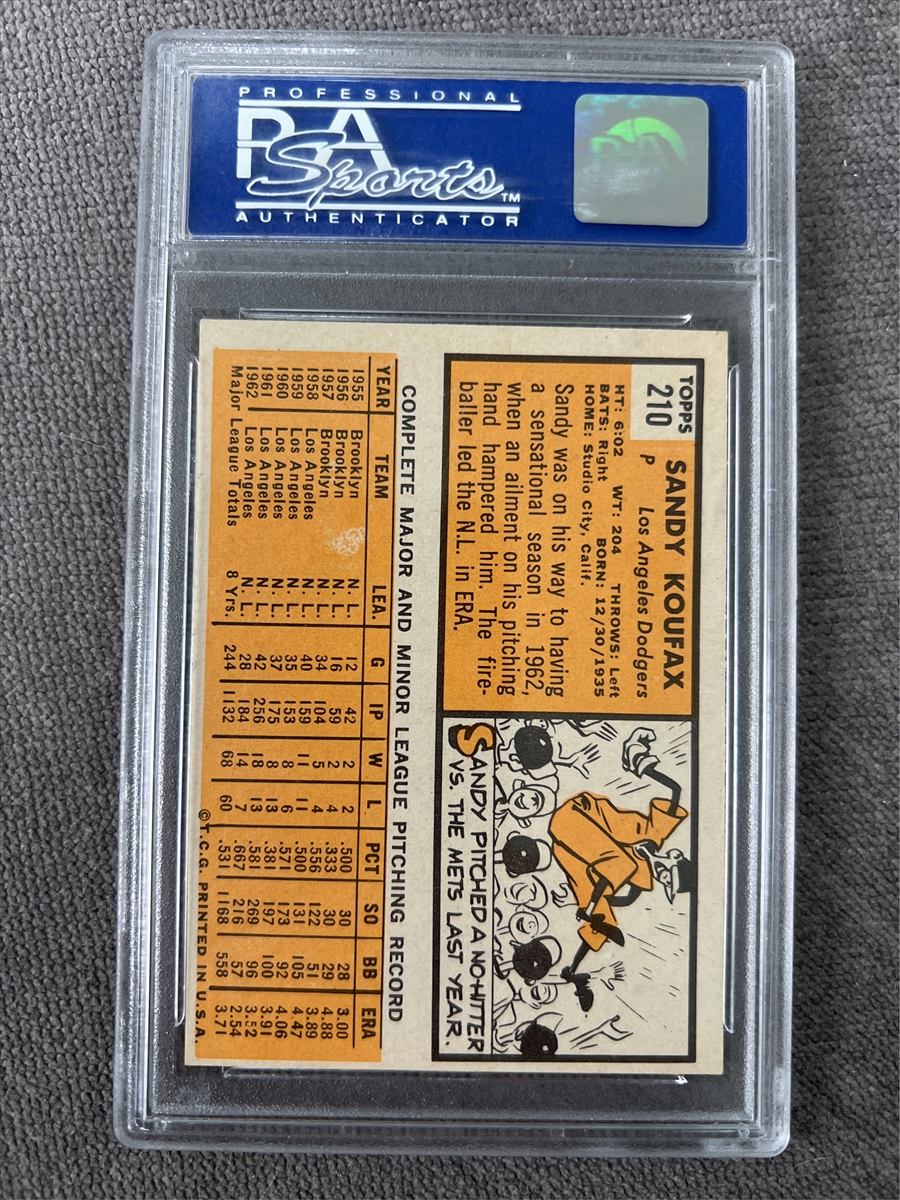 PROFESSIONAL
PSA
Sports™
AUTHENTICATOR
TOPPS
210
SANDY KOUFAX
P Los Angeles Dodgers
HT: 6:02 WT: 204 THROWS: Left
BATS: Right BORN: 12/30/1935
HOME: Studio City, Calif.
Sandy was on his way to having
a sensational season in 1962,
when an ailment on his pitching
hand hampered him. The fire-
baller led the N.L. in ERA.
SANDY PITCHED A NO-HITTER
VS. THE METS LAST YEAR.
COMPLETE MAJOR AND MINOR LEAGUE PITCHING RECORD
YEAR TEAM LEA. G IP W L PCT SO BB ERA
1955 Brooklyn N. L. 12 42 2 2 .500 30 28 3.00
1956 Brooklyn N. L. 16 59 2 4 .333 30 29 4.88
1957 Brooklyn N. L. 34 104 5 4 .556 122 51 3.89
1958 Los Angeles N. L. 40 159 11 11 .500 131 105 4.47
1959 Los Angeles N. L. 35 153 8 6 .571 173 92 4.06
1960 Los Angeles N. L. 37 175 8 13 .381 197 100 3.91
1961 Los Angeles N. L. 42 256 18 13 .581 269 96 3.52
1962 Los Angeles N. L. 28 184 14 7 .667 216 57 2.54
Major League Totals 8 Yrs. 244 1132 68 60 .531 1168 558 3.71
©T.C.G. PRINTED IN U.S.A.